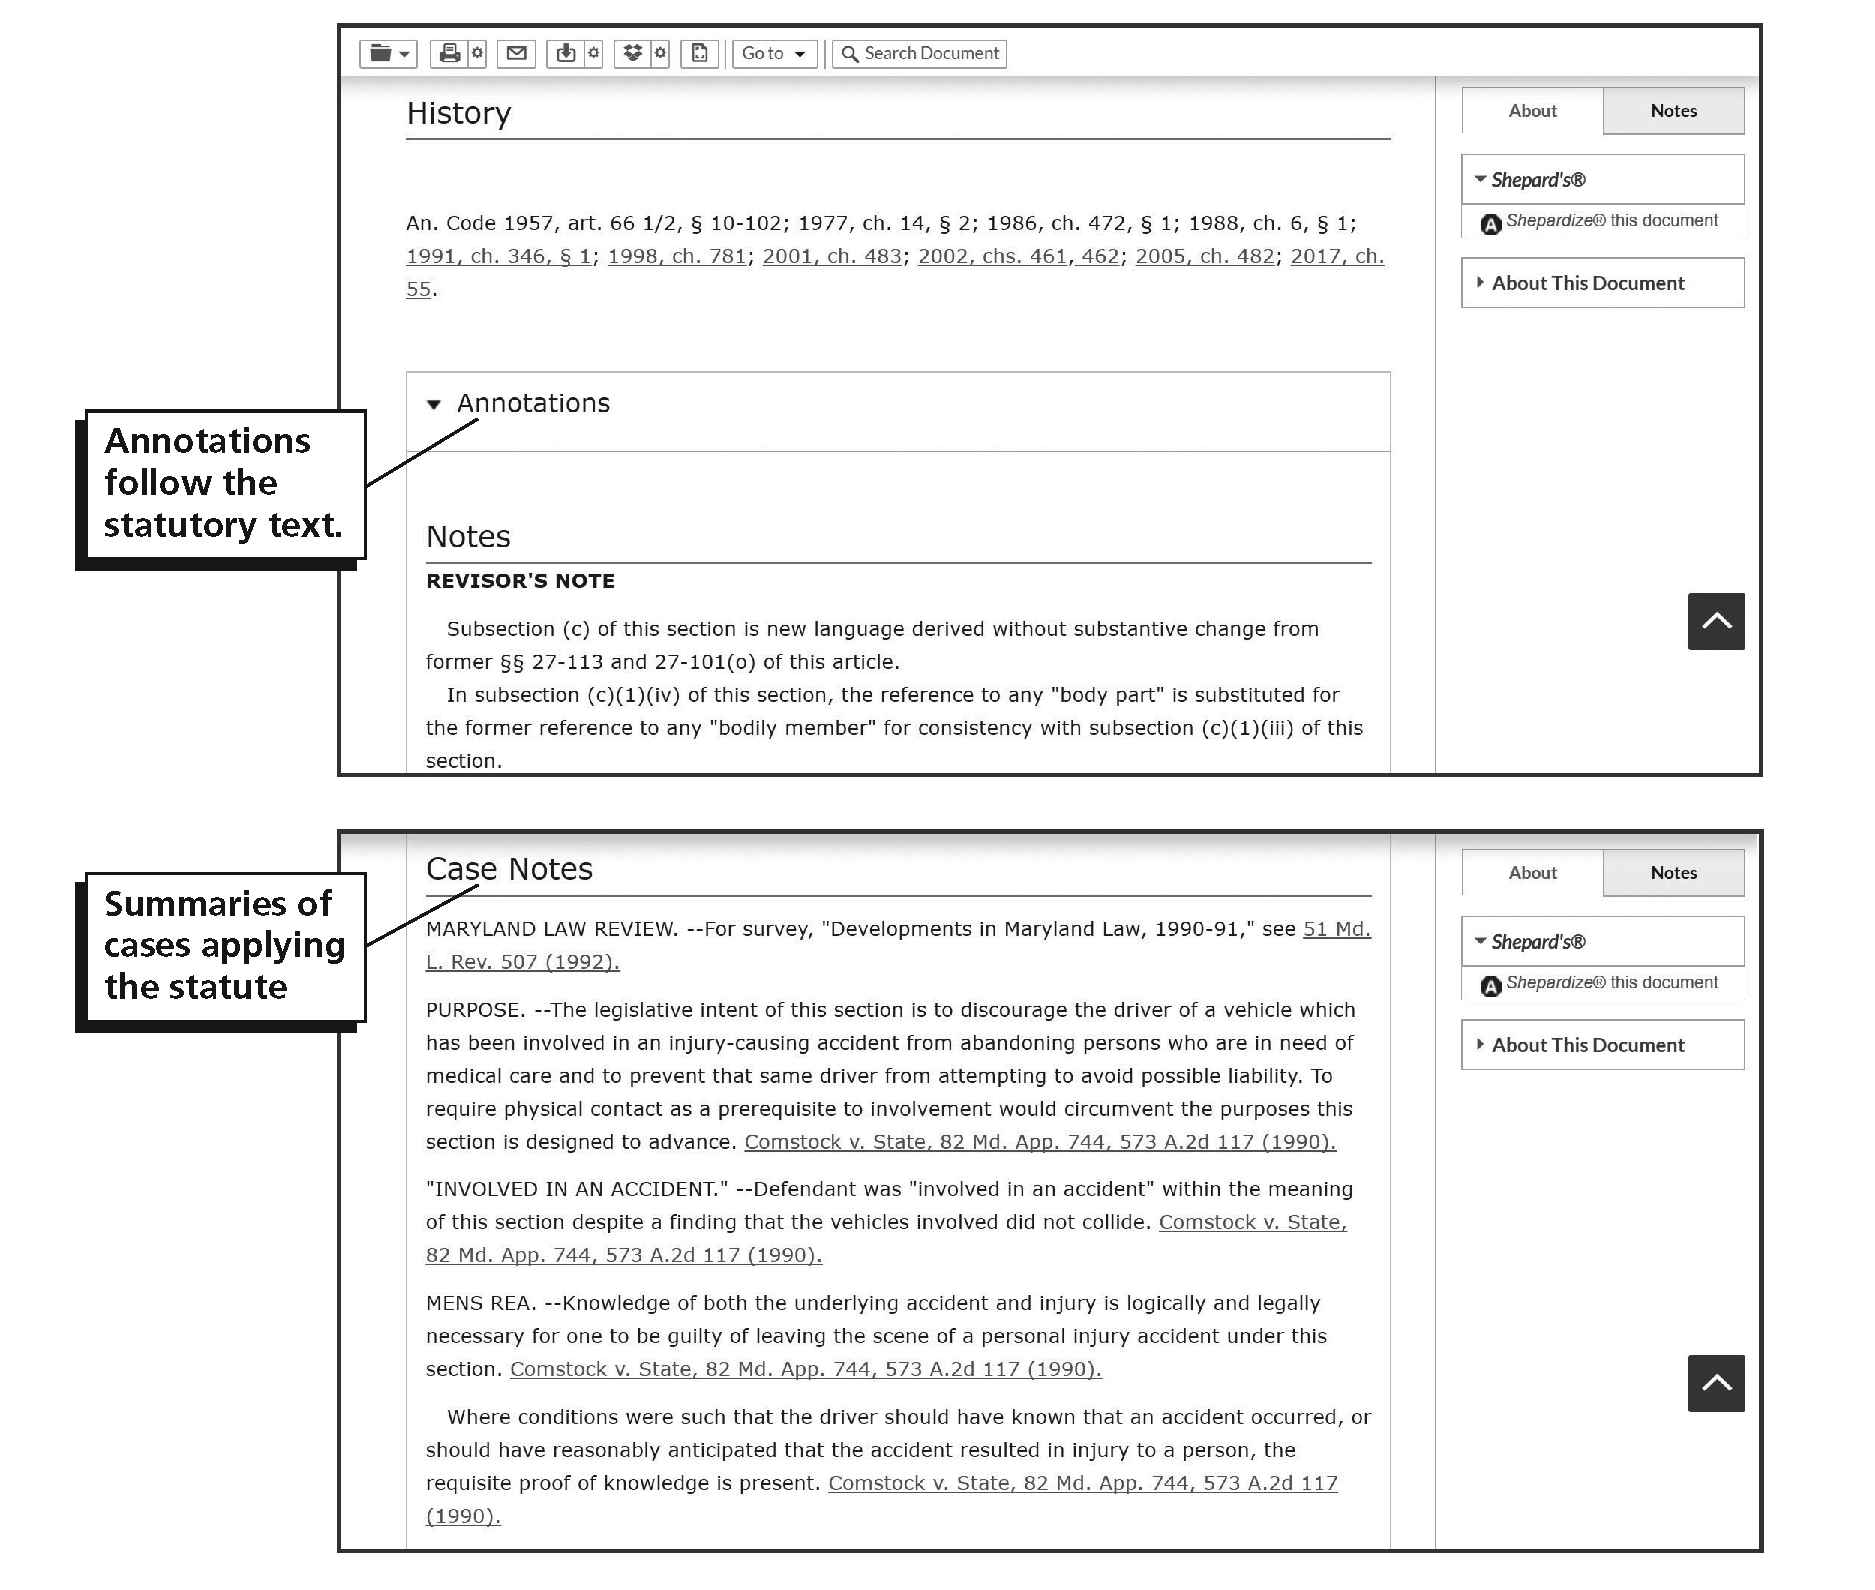 Go to
Search Document
History
About
Notes
Shepard's®
A Shepardize® this document
About This Document
An. Code 1957, art. 66 1/2, § 10-102; 1977, ch. 14, § 2; 1986, ch. 472, § 1; 1988, ch. 6, § 1;
1991, ch. 346, § 1; 1998, ch. 781; 2001, ch. 483; 2002, chs. 461, 462; 2005, ch. 482; 2017, ch.
55.
Annotations
Annotations
follow the
statutory text.
Notes
REVISOR'S NOTE
Subsection (c) of this section is new language derived without substantive change from
former §§ 27-113 and 27-101(o) of this article.
In subsection (c)(1)(iv) of this section, the reference to any "body part" is substituted for
the former reference to any "bodily member" for consistency with subsection (c)(1)(iii) of this
section.
Case Notes
Summaries of
cases applying
the statute
About
Notes
Shepard's®
A Shepardize® this document
About This Document
MARYLAND LAW REVIEW. --For survey, "Developments in Maryland Law, 1990-91," see 51 Md.
L. Rev. 507 (1992).
PURPOSE. --The legislative intent of this section is to discourage the driver of a vehicle which
has been involved in an injury-causing accident from abandoning persons who are in need of
medical care and to prevent that same driver from attempting to avoid possible liability. To
require physical contact as a prerequisite to involvement would circumvent the purposes this
section is designed to advance. Comstock v. State, 82 Md. App. 744, 573 A.2d 117 (1990).
"INVOLVED IN AN ACCIDENT." --Defendant was "involved in an accident" within the meaning
of this section despite a finding that the vehicles involved did not collide. Comstock v. State,
82 Md. App. 744, 573 A.2d 117 (1990).
MENS REA. --Knowledge of both the underlying accident and injury is logically and legally
necessary for one to be guilty of leaving the scene of a personal injury accident under this
section. Comstock v. State, 82 Md. App. 744, 573 A.2d 117 (1990).
Where conditions were such that the driver should have known that an accident occurred, or
should have reasonably anticipated that the accident resulted in injury to a person, the
requisite proof of knowledge is present. Comstock v. State, 82 Md. App. 744, 573 A.2d 117
(1990).